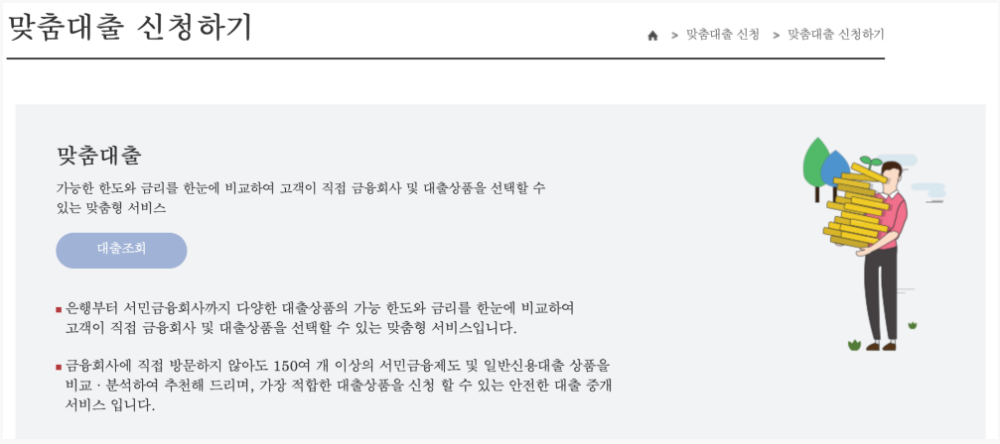 맞춤대출 신청하기
> 맞춤대출 신청 > 맞춤대출 신청하기
맞춤대출
가능한 한도와 금리를 한눈에 비교하여 고객이 직접 금융회사 및 대출상품을 선택할 수
있는 맞춤형 서비스
대출조회
은행부터 서민금융회사까지 다양한 대출상품의 가능 한도와 금리를 한눈에 비교하여
고객이 직접 금융회사 및 대출상품을 선택할 수 있는 맞춤형 서비스입니다.
금융회사에 직접 방문하지 않아도 150여 개 이상의 서민금융제도 및 일반신용대출 상품을
비교 · 분석하여 추천해 드리며, 가장 적합한 대출상품을 신청 할 수 있는 안전한 대출 중개
서비스 입니다.